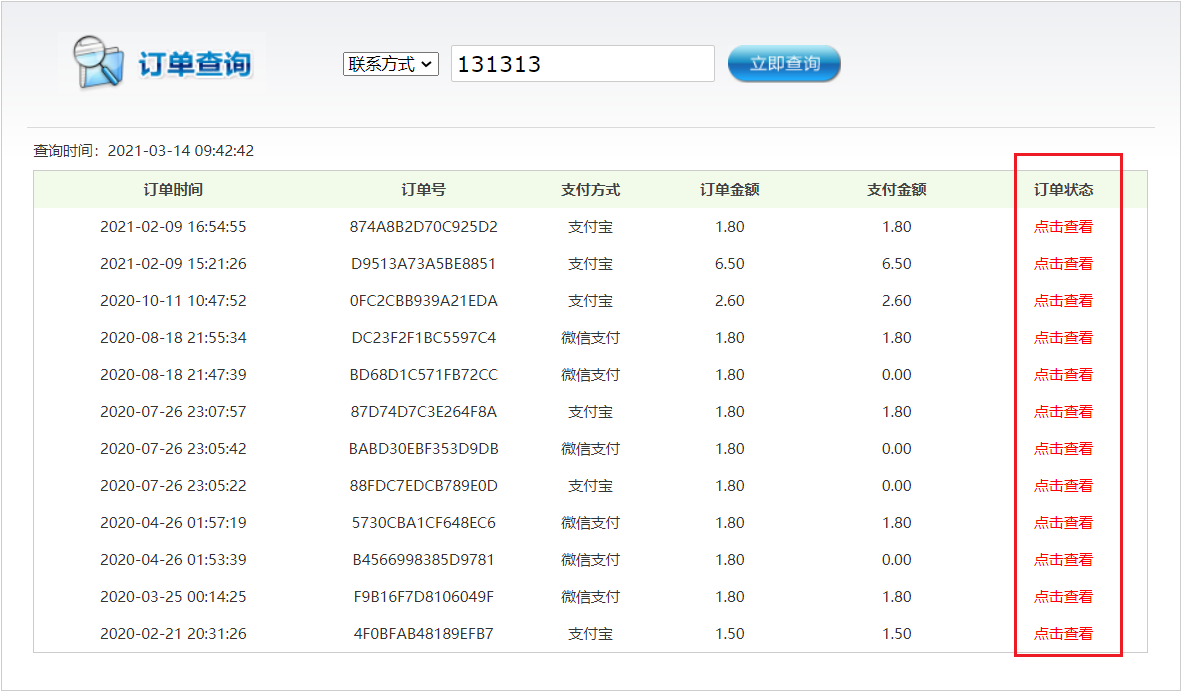 订单查询 联系方式 131313 立即查询
查询时间：2021-03-14 09:42:42
订单时间 订单号 支付方式 订单金额 支付金额 订单状态
2021-02-09 16:54:55 874A8B2D70C925D2 支付宝 1.80 1.80 点击查看
2021-02-09 15:21:26 D9513A73A5BE8851 支付宝 6.50 6.50 点击查看
2020-10-11 10:47:52 0FC2CBB939A21EDA 支付宝 2.60 2.60 点击查看
2020-08-18 21:55:34 DC23F2F1BC5597C4 微信支付 1.80 1.80 点击查看
2020-08-18 21:47:39 BD68D1C571FB72CC 微信支付 1.80 0.00 点击查看
2020-07-26 23:07:57 87D74D7C3E264F8A 支付宝 1.80 1.80 点击查看
2020-07-26 23:05:42 BABD30EBF353D9DB 微信支付 1.80 0.00 点击查看
2020-07-26 23:05:22 88FDC7EDCB789E0D 支付宝 1.80 0.00 点击查看
2020-04-26 01:57:19 5730CBA1CF648EC6 微信支付 1.80 1.80 点击查看
2020-04-26 01:53:39 B4566998385D9781 微信支付 1.80 0.00 点击查看
2020-03-25 00:14:25 F9B16F7D8106049F 微信支付 1.80 1.80 点击查看
2020-02-21 20:31:26 4F0BFAB48189EFB7 支付宝 1.50 1.50 点击查看